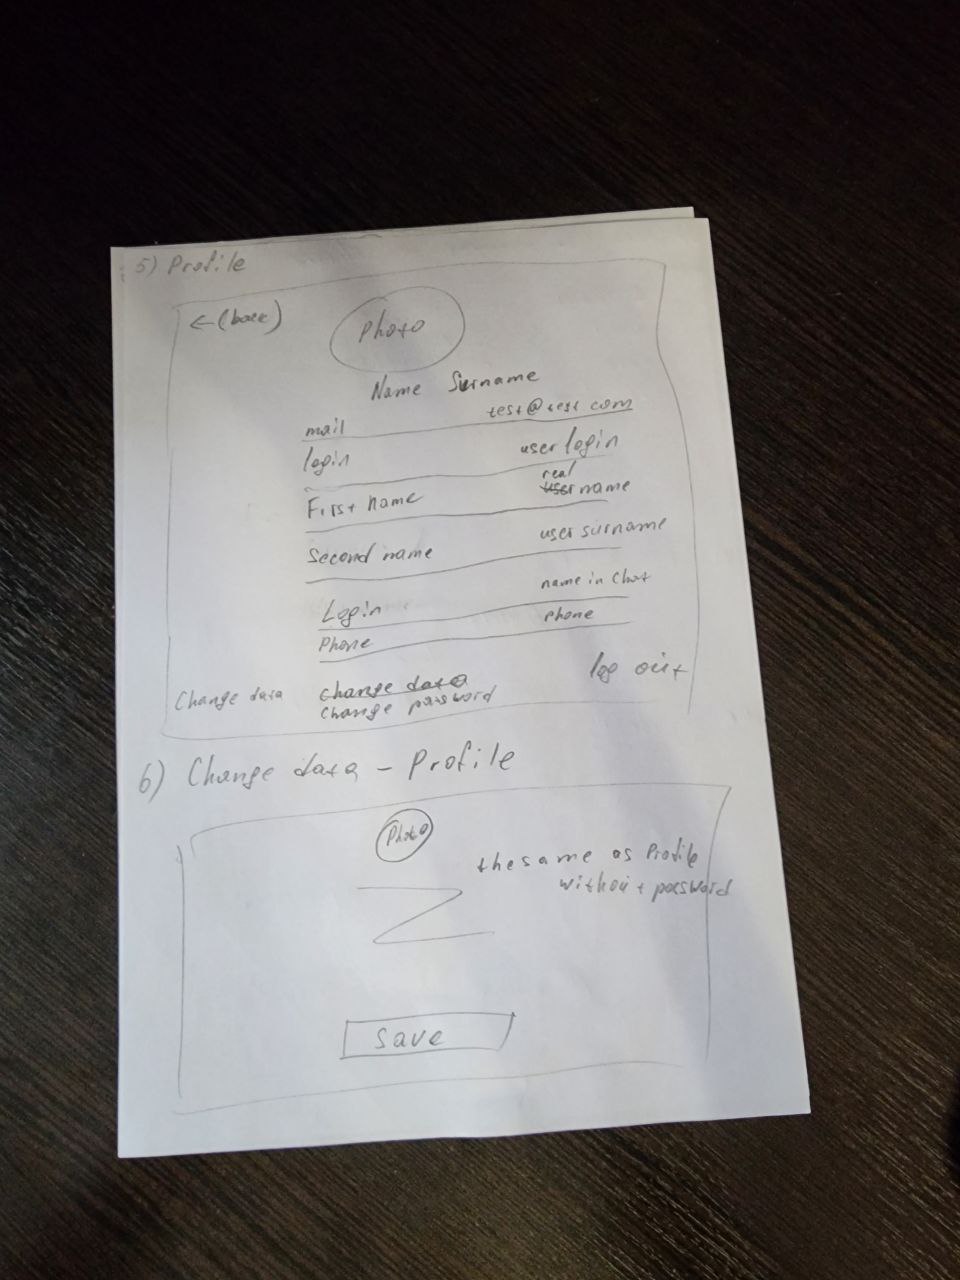 5) Profile
← (back)
Photo
Name Surname
mail test@test com
login user login
First name real name
Second name user surname
Login name in Chat
Phone phone
log out
Change data change data
Change password
6) Change data - Profile
Photo
the same as Profile
without password
save